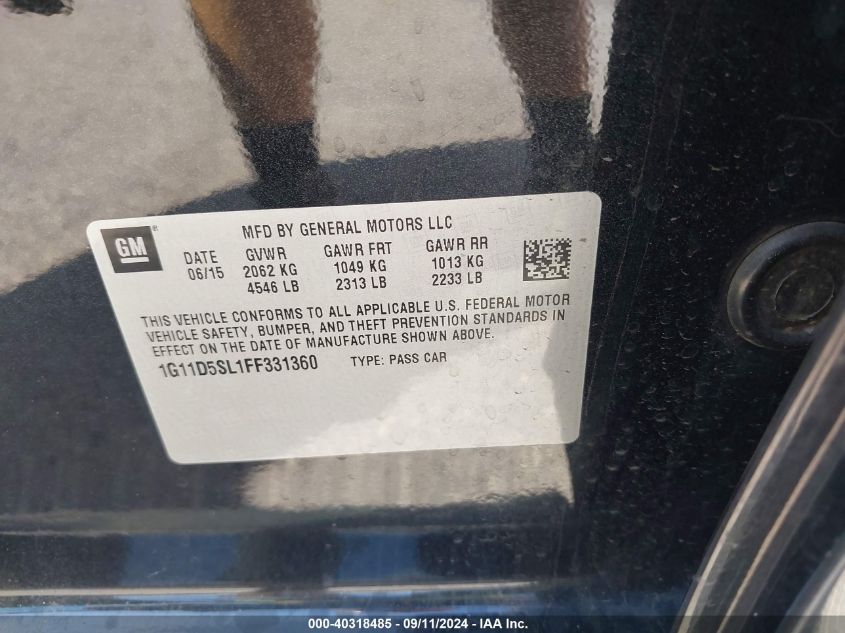 GM
MFD BY GENERAL MOTORS LLC
DATE GVWR GAWR FRT GAWR RR
06/15 2062 KG 1049 KG 1013 KG
4546 LB 2313 LB 2233 LB
THIS VEHICLE CONFORMS TO ALL APPLICABLE U.S. FEDERAL MOTOR
VEHICLE SAFETY, BUMPER, AND THEFT PREVENTION STANDARDS IN
EFFECT ON THE DATE OF MANUFACTURE SHOWN ABOVE.
1G11D5SL1FF331360 TYPE: PASS CAR
000-40318485 - 09/11/2024 - IAA Inc.